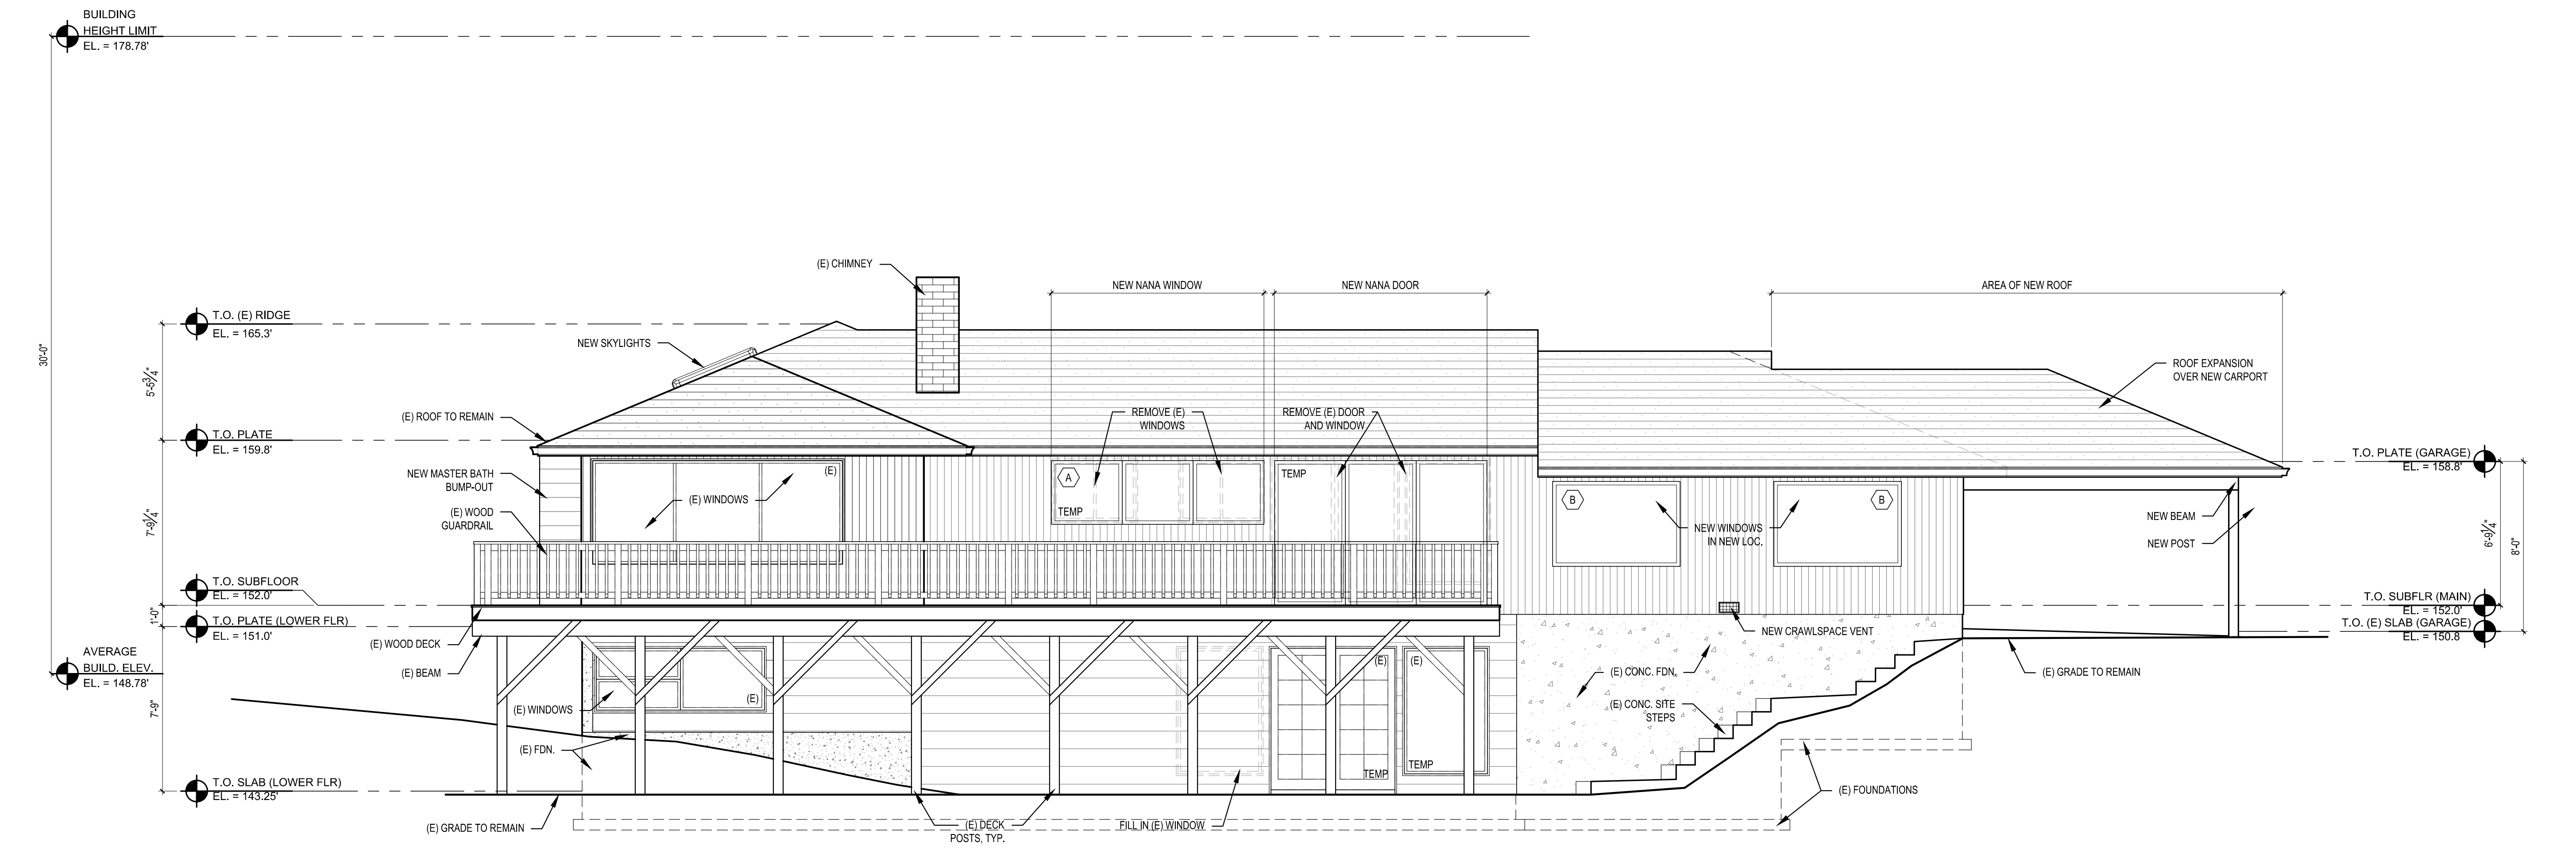 BUILDING
HEIGHT LIMIT
EL. = 178.78'
30'-0"
(E) CHIMNEY
NEW NANA WINDOW
NEW NANA DOOR
AREA OF NEW ROOF
T.O. (E) RIDGE
EL. = 165.3'
NEW SKYLIGHTS
5'-5 3/4"
ROOF EXPANSION
OVER NEW CARPORT
(E) ROOF TO REMAIN
REMOVE (E)
WINDOWS
REMOVE (E) DOOR
AND WINDOW
T.O. PLATE
EL. = 159.8'
T.O. PLATE (GARAGE)
EL. = 158.8'
NEW MASTER BATH
BUMP-OUT
(E)
A
TEMP
TEMP
B
B
(E) WINDOWS
(E) WOOD
GUARDRAIL
7'-9 1/4"
NEW WINDOWS
IN NEW LOC.
NEW BEAM
NEW POST
6'-9 1/4"
8'-0"
T.O. SUBFLOOR
EL. = 152.0'
T.O. SUBFLR (MAIN)
EL. = 152.0'
1'-0"
T.O. PLATE (LOWER FLR)
EL. = 151.0'
T.O. (E) SLAB (GARAGE)
EL. = 150.8
NEW CRAWLSPACE VENT
(E) WOOD DECK
(E) BEAM
AVERAGE
BUILD. ELEV.
EL. = 148.78'
(E)
(E)
(E)
(E) CONC. FDN.
(E) GRADE TO REMAIN
(E) WINDOWS
(E) CONC. SITE
STEPS
7'-9"
(E) FDN.
TEMP
TEMP
T.O. SLAB (LOWER FLR)
EL. = 143.25'
(E) FOUNDATIONS
(E) GRADE TO REMAIN
(E) DECK
POSTS, TYP.
FILL IN (E) WINDOW